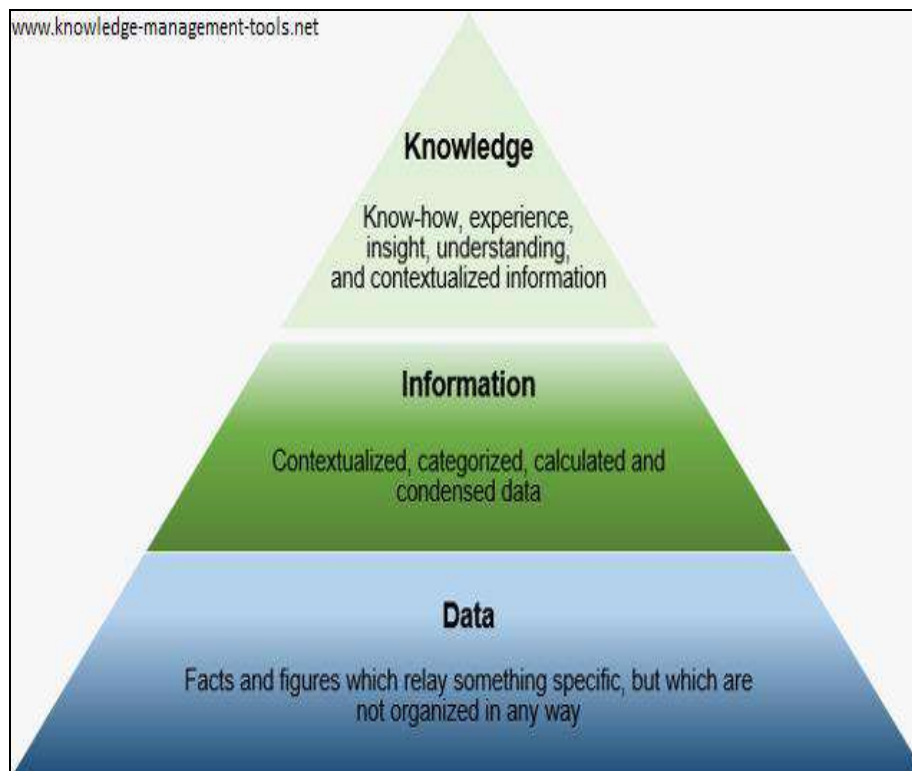 www.knowledge-management-tools.net
Knowledge
Know-how, experience,
insight, understanding,
and contextualized information
Information
Contextualized, categorized, calculated and
condensed data
Data
Facts and figures which relay something specific, but which are
not organized in any way